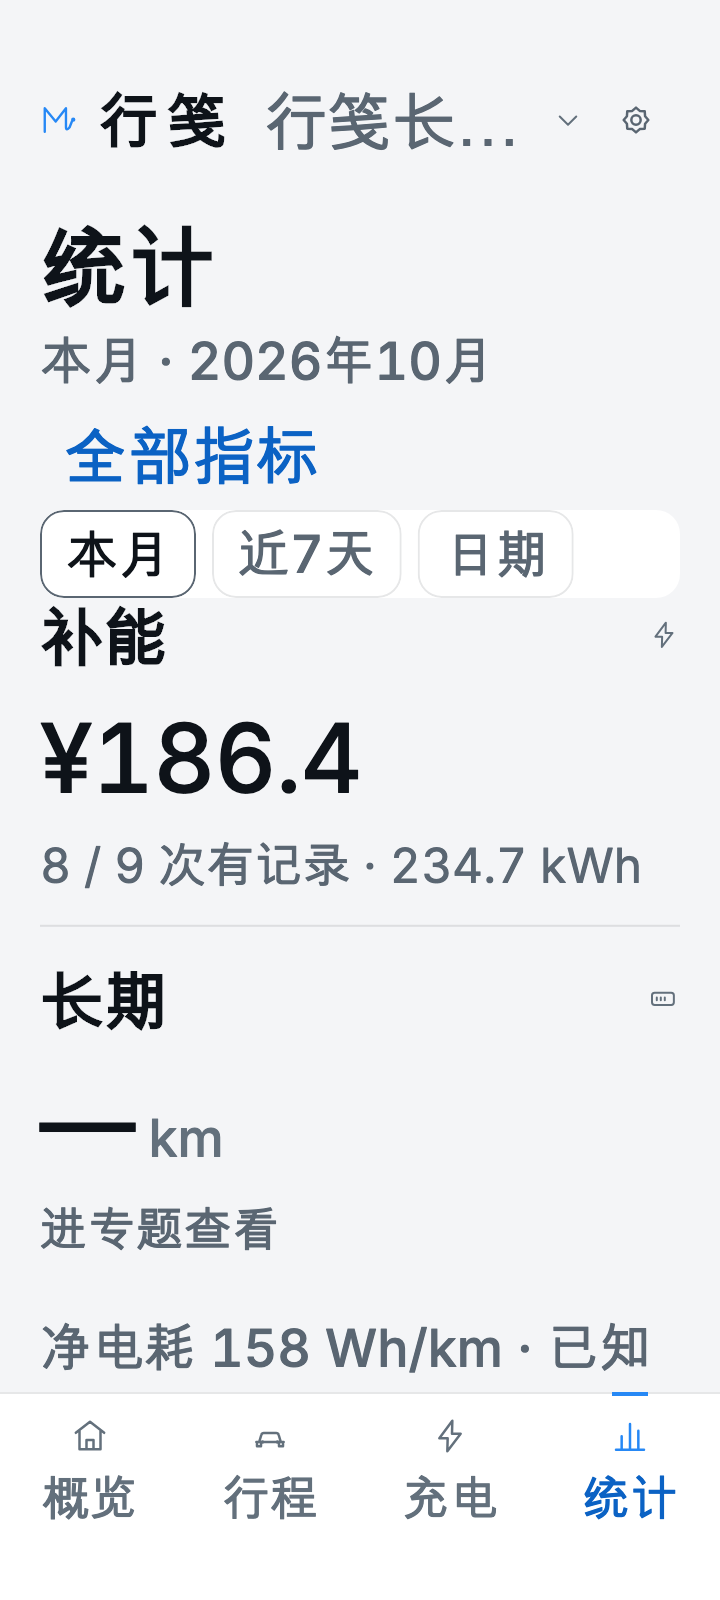 行笺 行笺长...
统计
本月 · 2026年10月
全部指标
本月 近7天 日期
补能
¥186.4
8 / 9 次有记录 · 234.7 kWh
长期
— km
进专题查看
净电耗 158 Wh/km · 已知
概览 行程 充电 统计